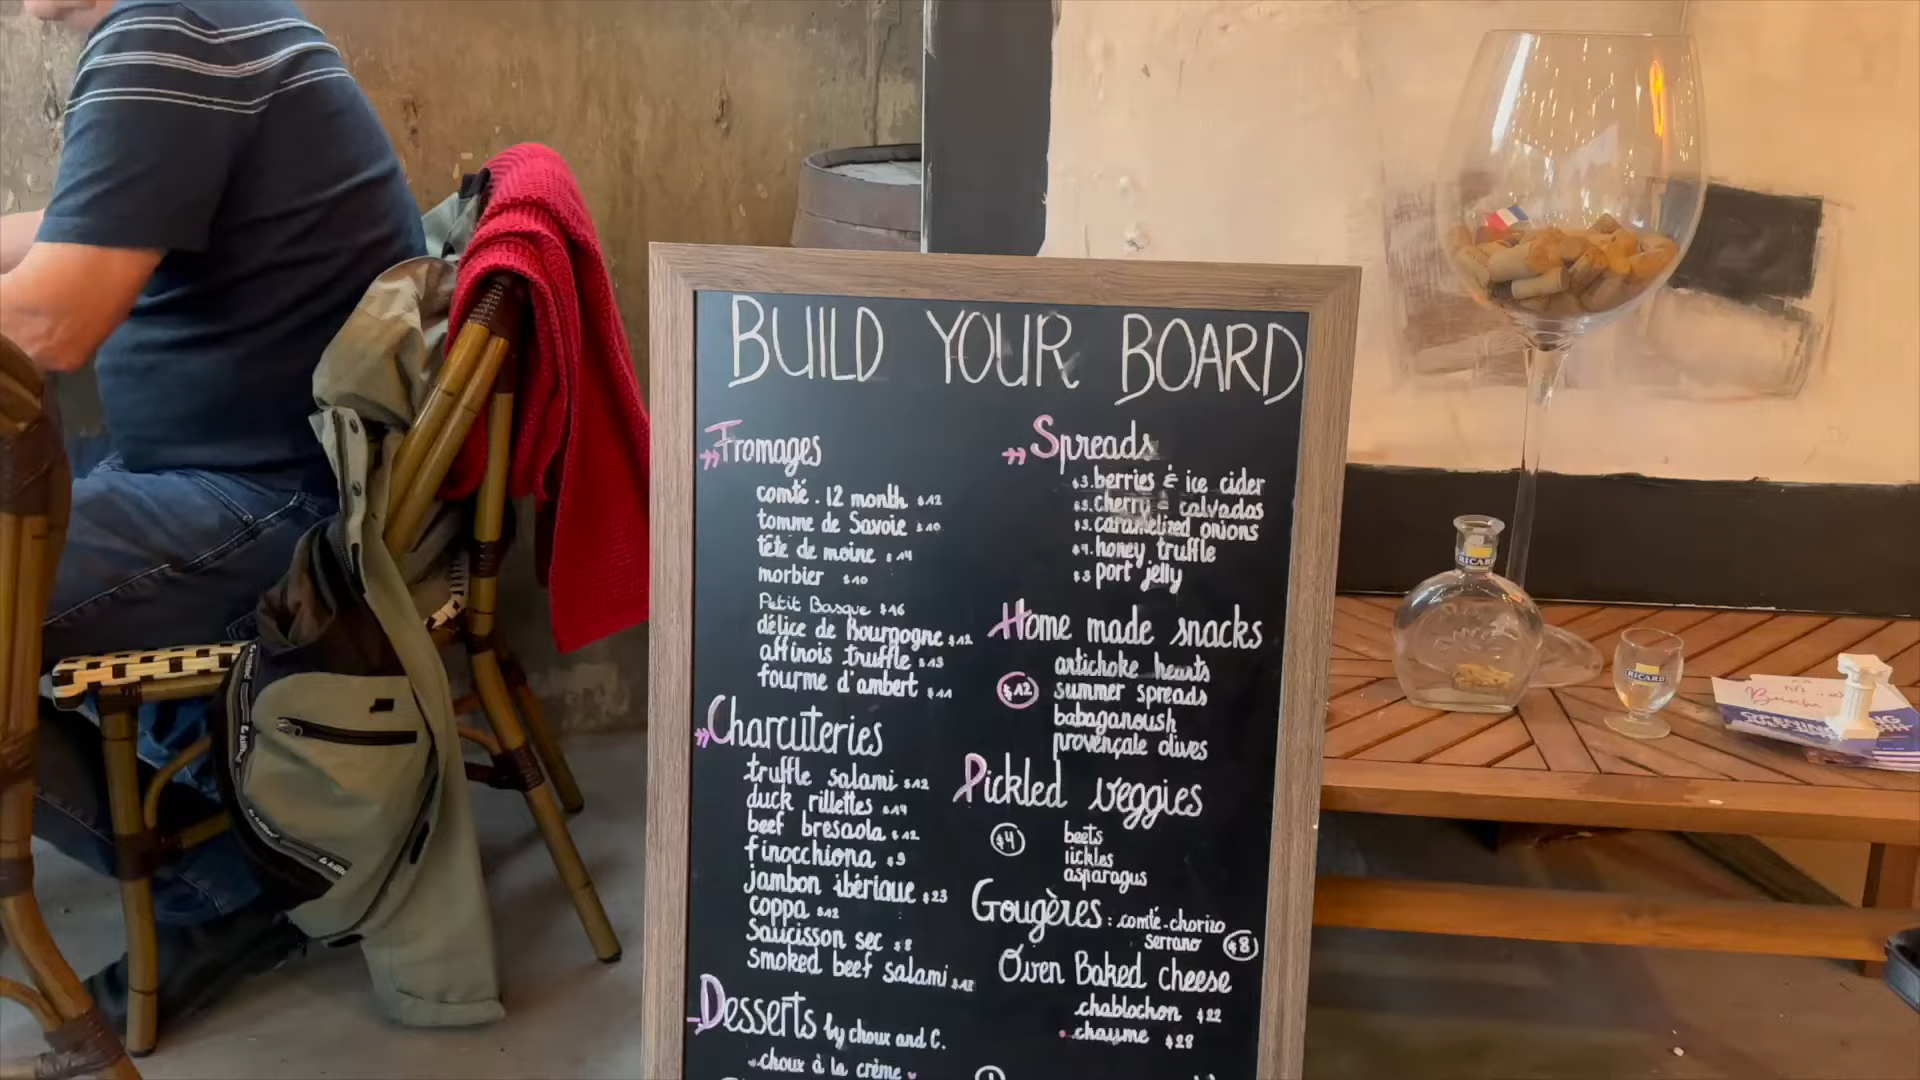 BUILD YOUR BOARD
Fromages
comté . 12 month $12
tomme de Savoie $10
tête de moine $14
morbier $10
Petit Basque $16
délice de Bourgogne $12
affinois truffle $13
fourme d'ambert $11
Charcuteries
truffle salami $12
duck rillettes $14
beef bresaola $12
finocchiona $9
jambon ibérique $23
coppa $12
Saucisson sec $8
smoked beef salami
Desserts by choux and C.
choux à la crème
Spreads
$3. berries & ice cider
cherry & calvados
$3. caramelized onions
$4. honey truffle
$3 port jelly
Home made snacks
$12
artichoke hearts
summer spreads
babaganoush
provençale olives
Pickled veggies
$4
beets
lickles
asparagus
Gougères : comté-chorizo
serrano $8
Oven Baked cheese
chablochon $22
chaume $28
RICARD
RICARD
OPENING